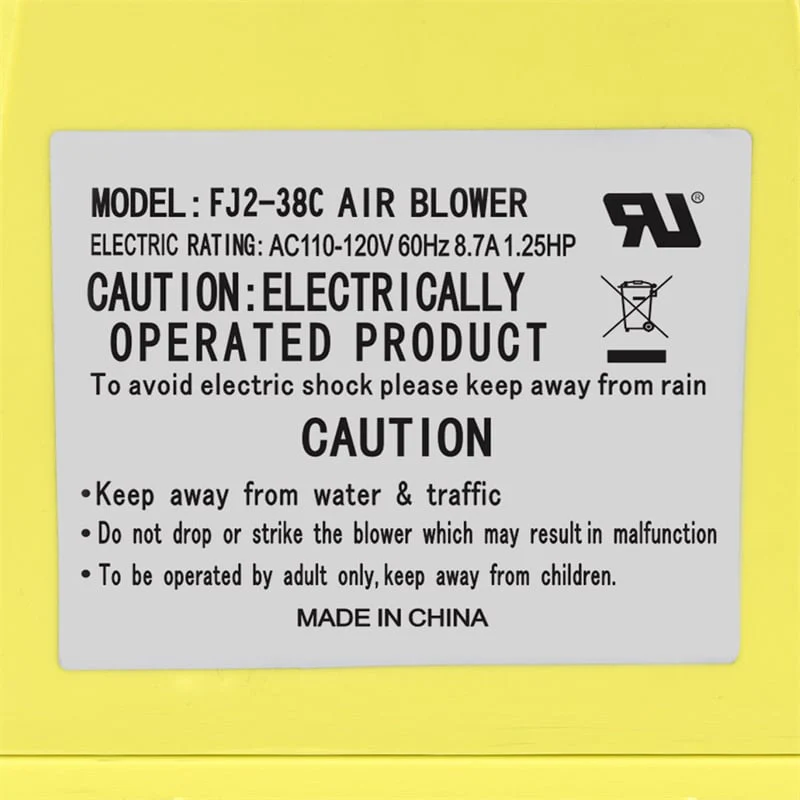 MODEL: FJ2-38C AIR BLOWER
ELECTRIC RATING: AC110-120V 60Hz 8.7A 1.25HP
CAUTION:ELECTRICALLY
OPERATED PRODUCT
To avoid electric shock please keep away from rain
CAUTION
•Keep away from water & traffic
•Do not drop or strike the blower which may result in malfunction
•To be operated by adult only,keep away from children.
MADE IN CHINA
RU®